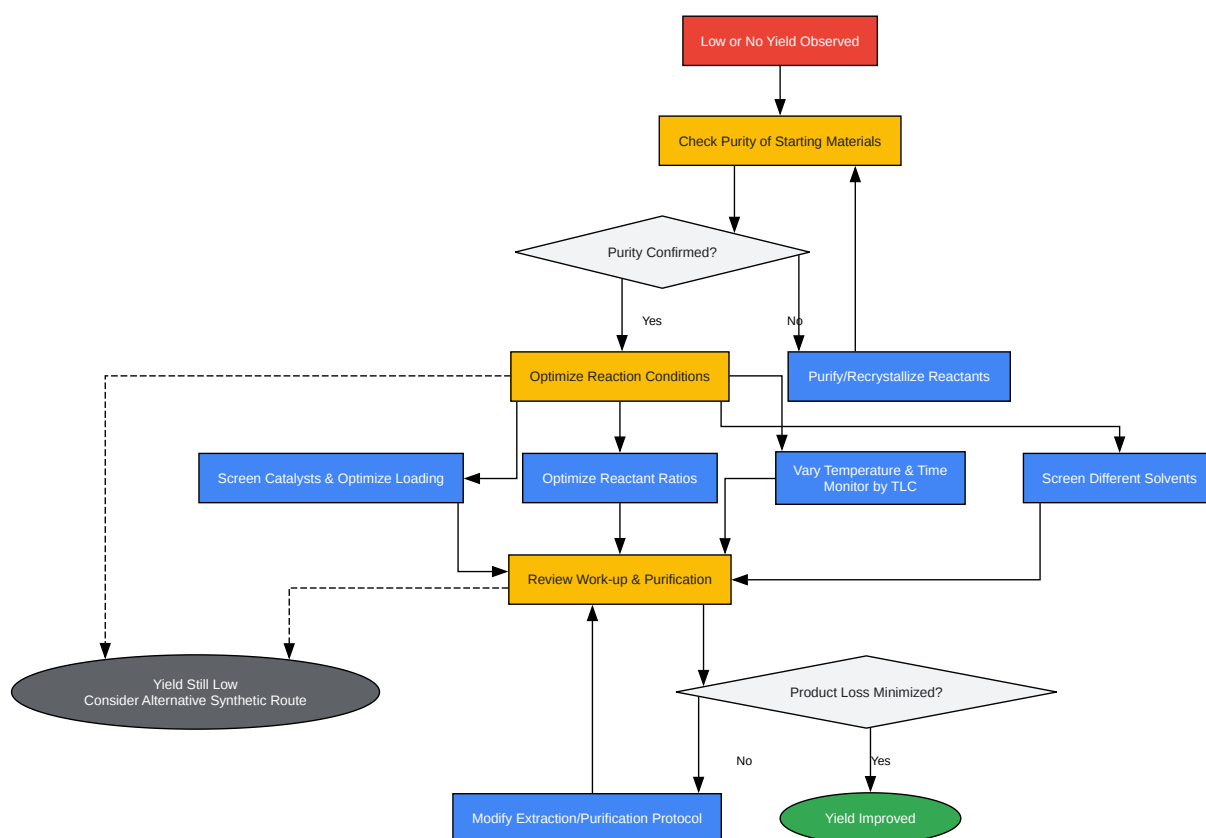 Low or No Yield Observed
Check Purity of Starting Materials
Purity Confirmed?
Yes
No
Optimize Reaction Conditions
Purify/Recrystallize Reactants
Screen Catalysts & Optimize Loading
Optimize Reactant Ratios
Vary Temperature & Time
Monitor by TLC
Screen Different Solvents
Review Work-up & Purification
Yield Still Low
Consider Alternative Synthetic Route
Product Loss Minimized?
No
Yes
Modify Extraction/Purification Protocol
Yield Improved